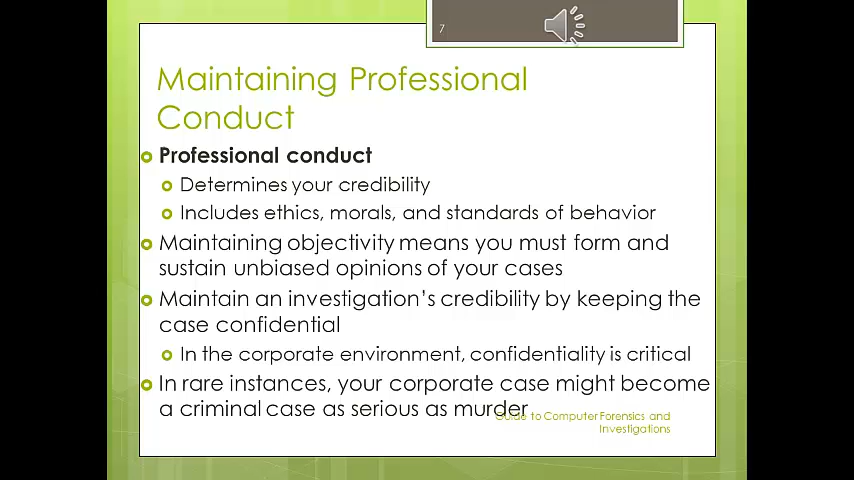 7
Maintaining Professional
Conduct
Professional conduct
Determines your credibility
Includes ethics, morals, and standards of behavior
Maintaining objectivity means you must form and
sustain unbiased opinions of your cases
Maintain an investigation's credibility by keeping the
case confidential
In the corporate environment, confidentiality is critical
In rare instances, your corporate case might become
a criminal case as serious as murder
Guide to Computer Forensics and
Investigations